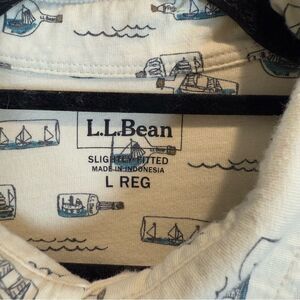 L.L.Bean
SLIGHTLY FITTED
MADE IN INDONESIA
L REG